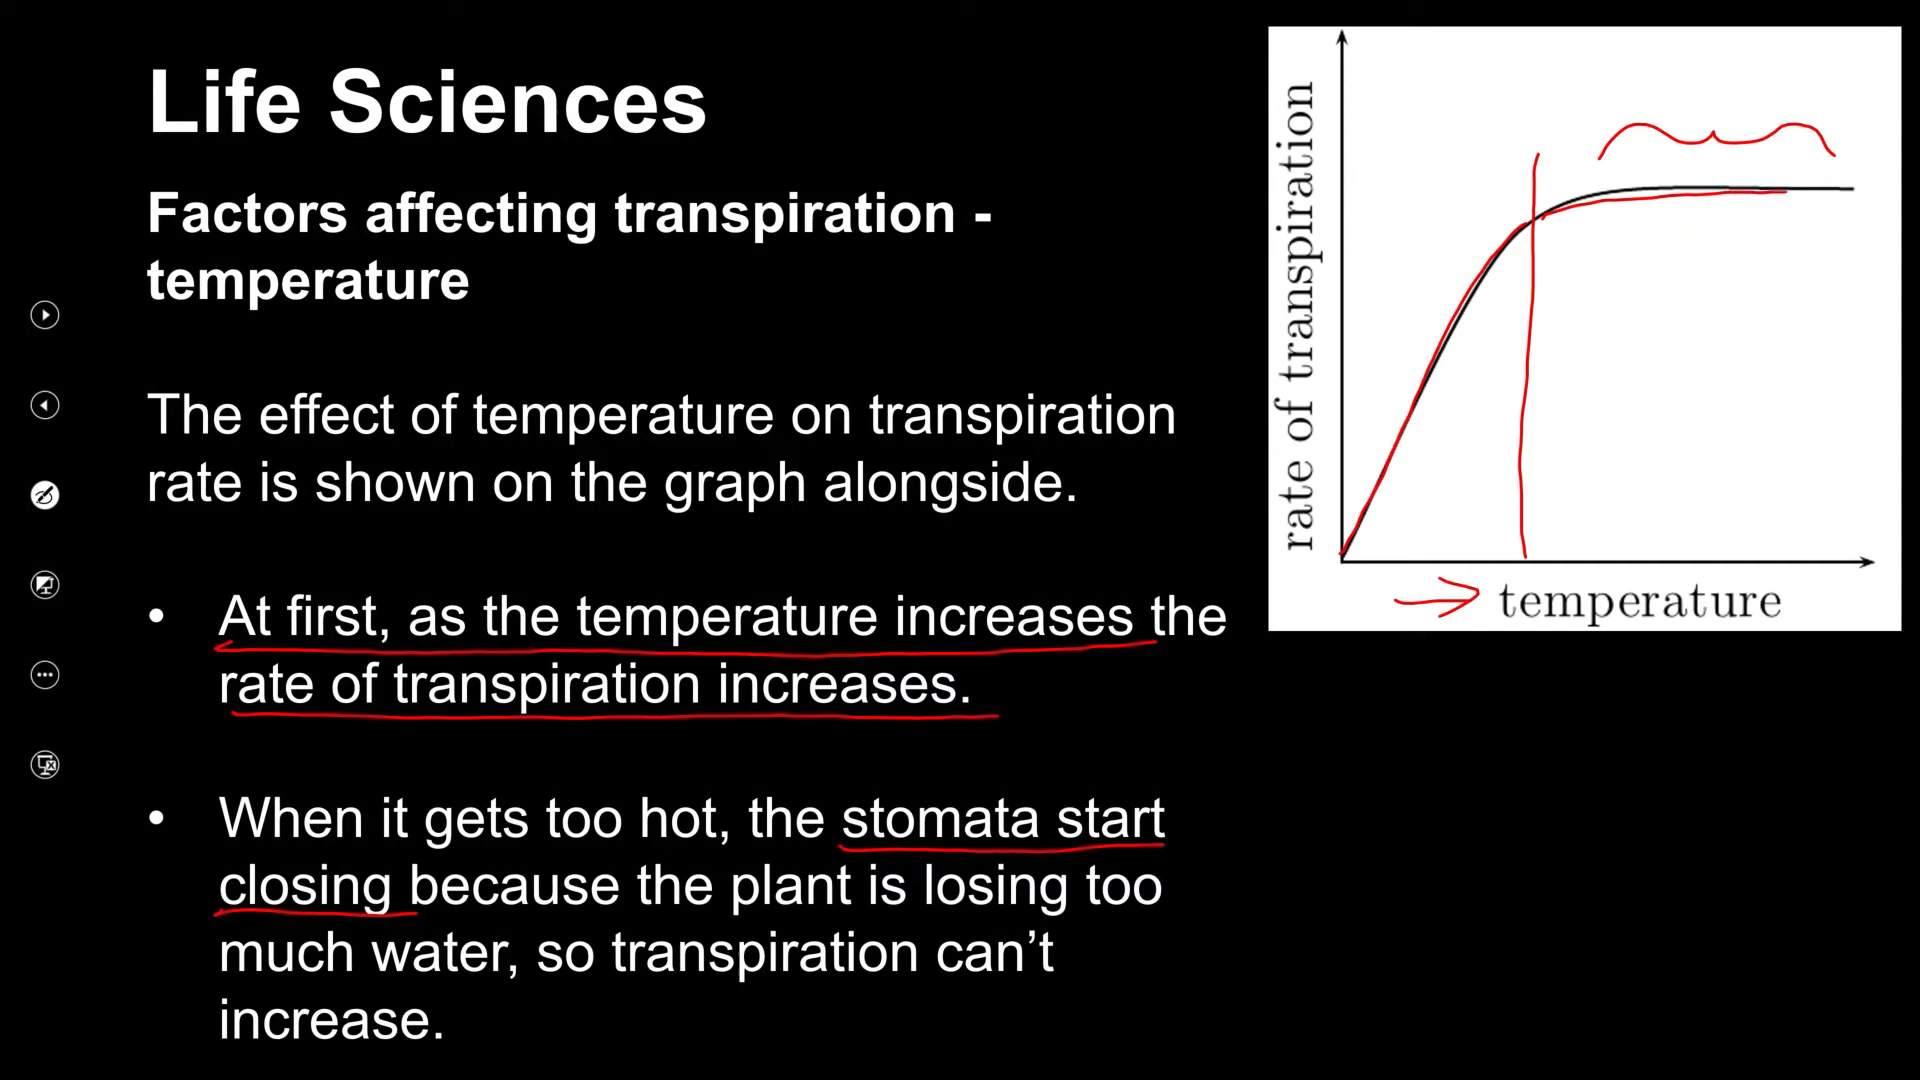 Life Sciences
Factors affecting transpiration -
temperature
The effect of temperature on transpiration
rate is shown on the graph alongside.
• At first, as the temperature increases the
rate of transpiration increases.
• When it gets too hot, the stomata start
closing because the plant is losing too
much water, so transpiration can’t
increase.
rate of transpiration
temperature